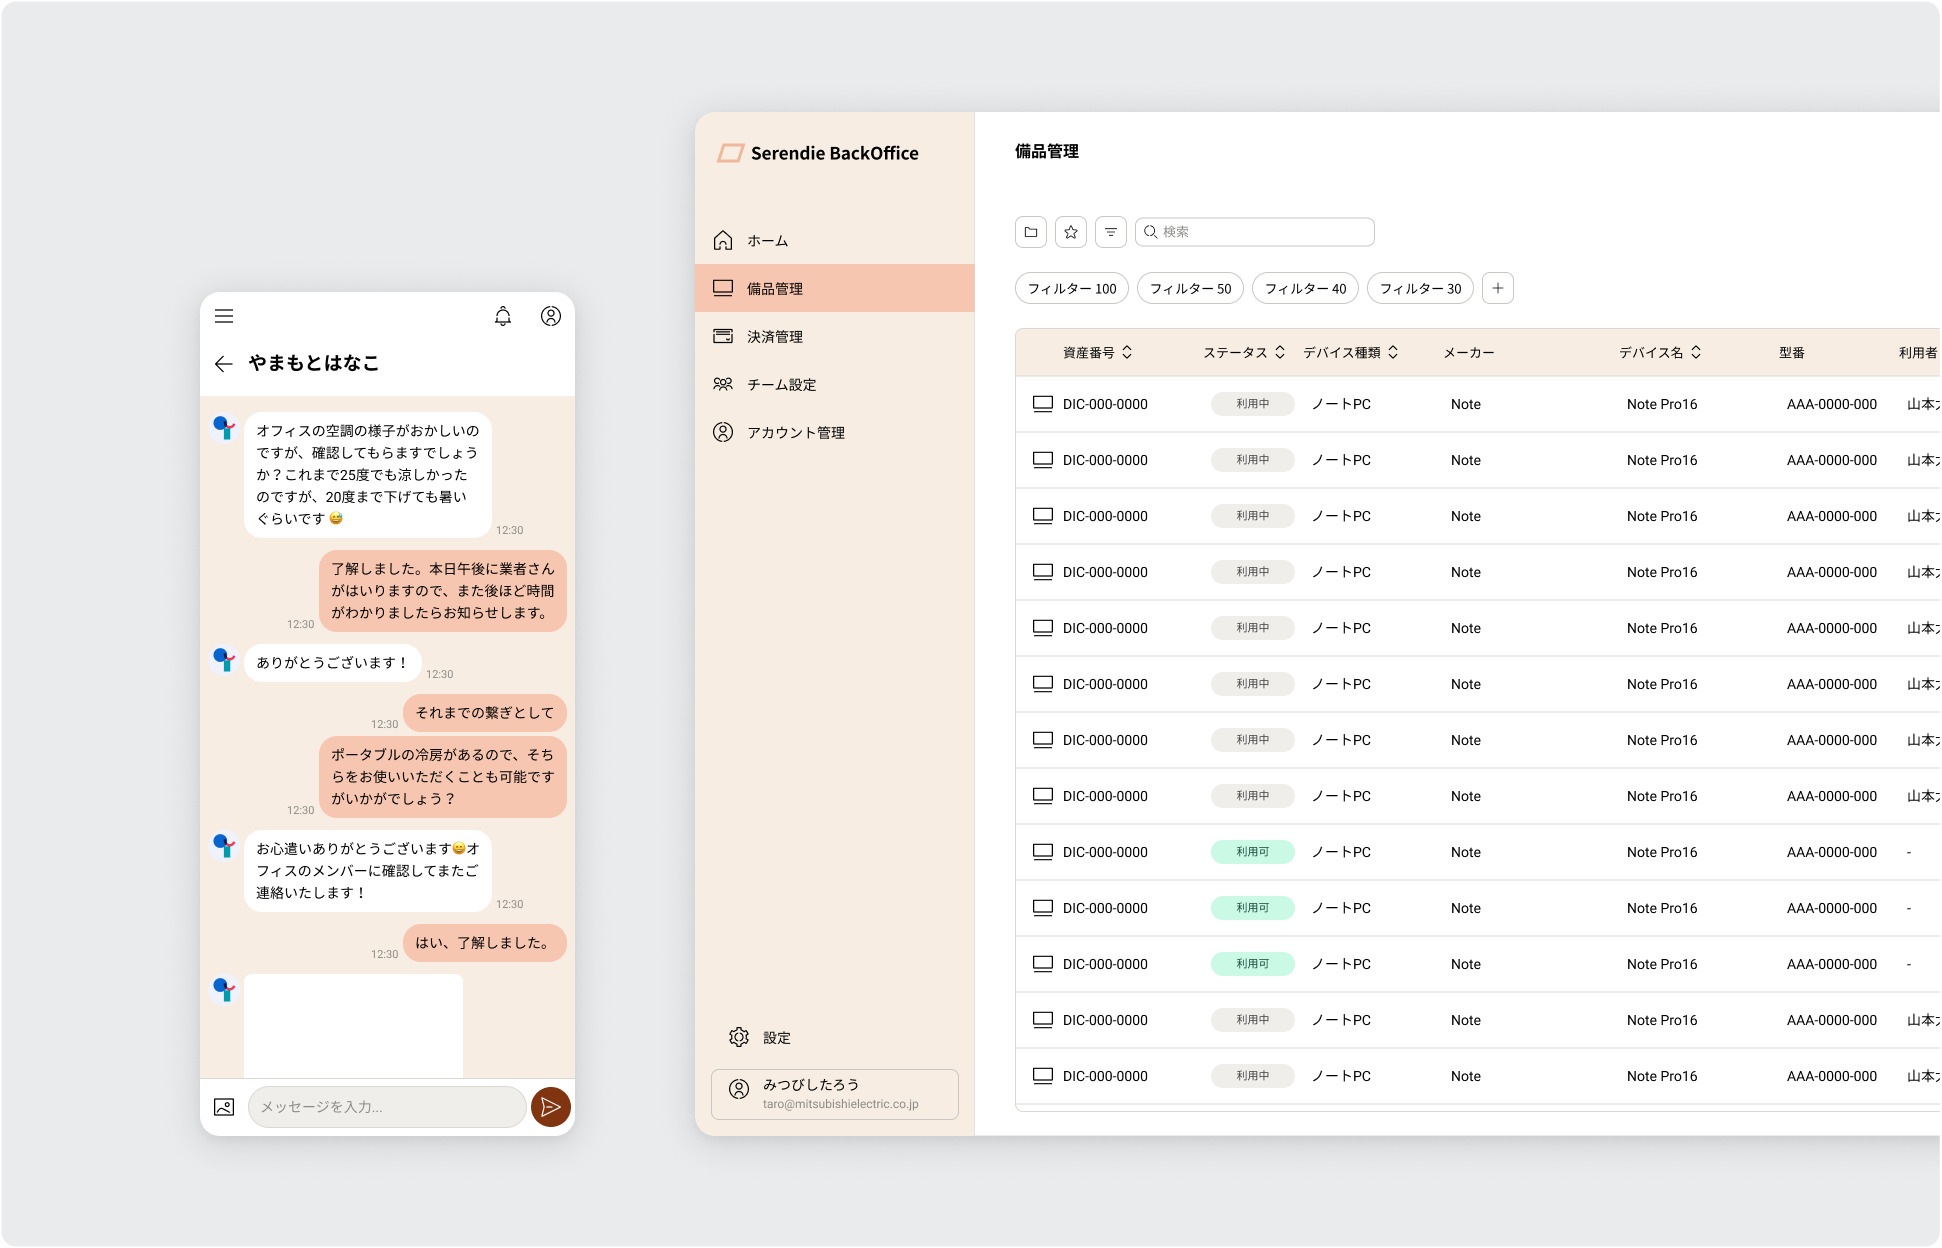 やまもとはなこ
オフィスの空調の様子がおかしいの
ですが、確認してもらますでしょう
か？これまで25度でも涼しかった
のですが、20度まで下げても暑い
ぐらいです😅
12:30
了解しました。本日午後に業者さん
がはいりますので、また後ほど時間
がわかりましたらお知らせします。
12:30
ありがとうございます！
12:30
それまでの繋ぎとして
12:30
ポータブルの冷房があるので、そち
らをお使いいただくことも可能です
がいかがでしょう？
12:30
お心遣いありがとうございます😄オ
フィスのメンバーに確認してまたご
連絡いたします！
12:30
はい、了解しました。
12:30
メッセージを入力...
Serendie BackOffice
ホーム
備品管理
決済管理
チーム設定
アカウント管理
設定
みつびしたろう
taro@mitsubishielectric.co.jp
備品管理
検索
フィルター 100 フィルター 50 フィルター 40 フィルター 30
資産番号 ステータス デバイス種類 メーカー デバイス名 型番 利用者
DIC-000-0000 利用中 ノートPC Note Note Pro16 AAA-0000-000 山本
DIC-000-0000 利用中 ノートPC Note Note Pro16 AAA-0000-000 山本
DIC-000-0000 利用中 ノートPC Note Note Pro16 AAA-0000-000 山本
DIC-000-0000 利用中 ノートPC Note Note Pro16 AAA-0000-000 山本
DIC-000-0000 利用中 ノートPC Note Note Pro16 AAA-0000-000 山本
DIC-000-0000 利用中 ノートPC Note Note Pro16 AAA-0000-000 山本
DIC-000-0000 利用中 ノートPC Note Note Pro16 AAA-0000-000 山本
DIC-000-0000 利用中 ノートPC Note Note Pro16 AAA-0000-000 山本
DIC-000-0000 利用可 ノートPC Note Note Pro16 AAA-0000-000 -
DIC-000-0000 利用可 ノートPC Note Note Pro16 AAA-0000-000 -
DIC-000-0000 利用可 ノートPC Note Note Pro16 AAA-0000-000 -
DIC-000-0000 利用中 ノートPC Note Note Pro16 AAA-0000-000 山本
DIC-000-0000 利用中 ノートPC Note Note Pro16 AAA-0000-000 山本